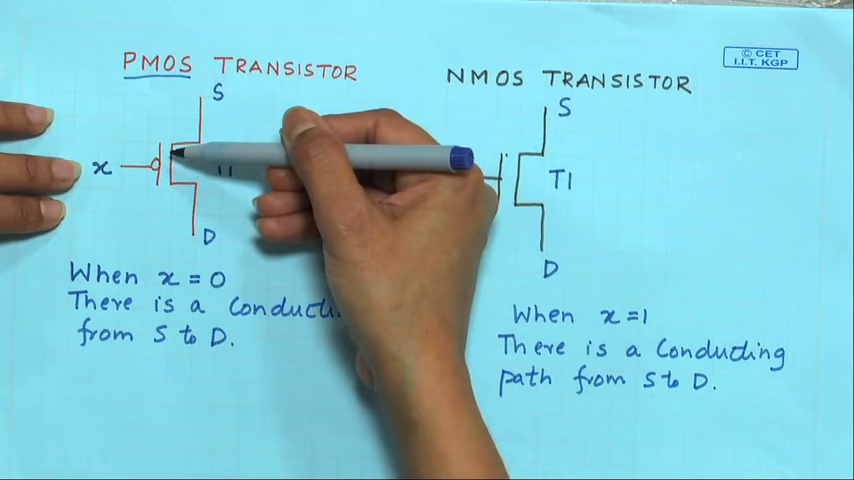 PMOS TRANSISTOR
S
x
D
When x = 0
There is a Conducti
from S to D.
© CET
I.I.T. KGP
NMOS TRANSISTOR
S
T1
D
When x =1
There is a Conducting
path from S to D.